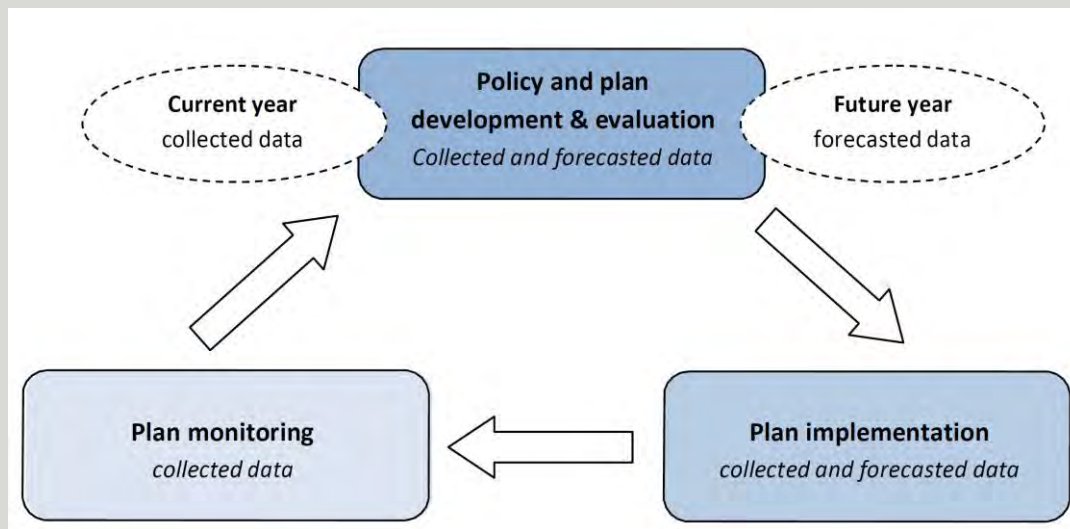 Current year
collected data
Policy and plan
development & evaluation
Collected and forecasted data
Future year
forecasted data
Plan monitoring
collected data
Plan implementation
collected and forecasted data